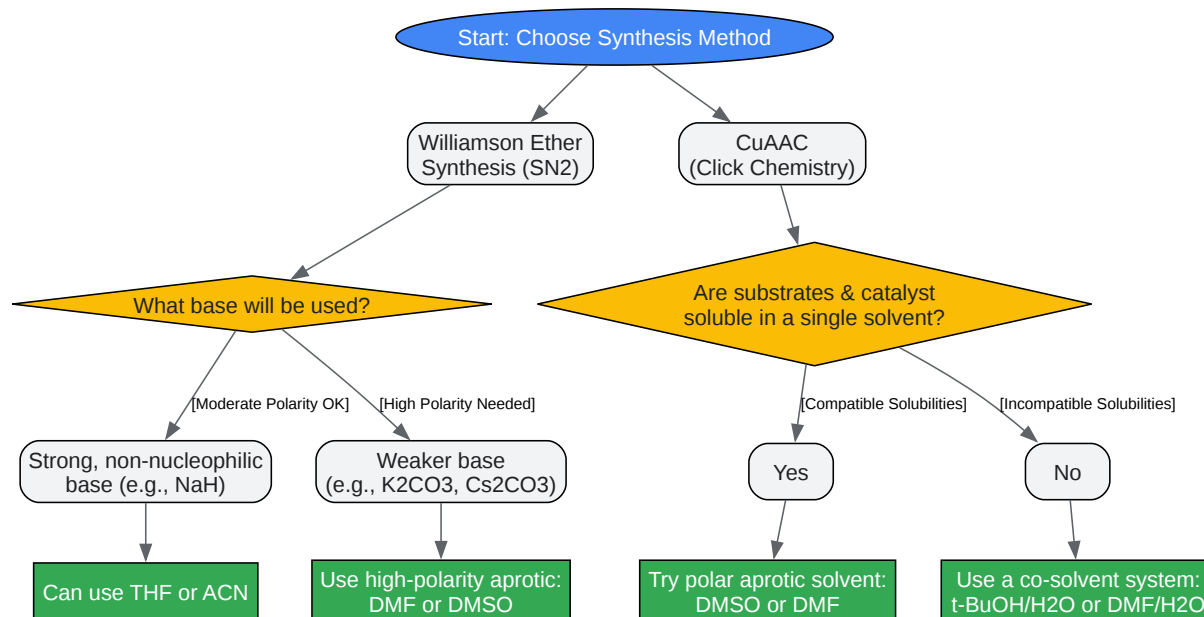 Start: Choose Synthesis Method
Williamson Ether
Synthesis (SN2)
CuAAC
(Click Chemistry)
What base will be used?
Are substrates & catalyst
soluble in a single solvent?
[Moderate Polarity OK]
[High Polarity Needed]
[Compatible Solubilities]
[Incompatible Solubilities]
Strong, non-nucleophilic
base (e.g., NaH)
Weaker base
(e.g., K2CO3, Cs2CO3)
Yes
No
Can use THF or ACN
Use high-polarity aprotic:
DMF or DMSO
Try polar aprotic solvent:
DMSO or DMF
Use a co-solvent system:
t-BuOH/H2O or DMF/H2O